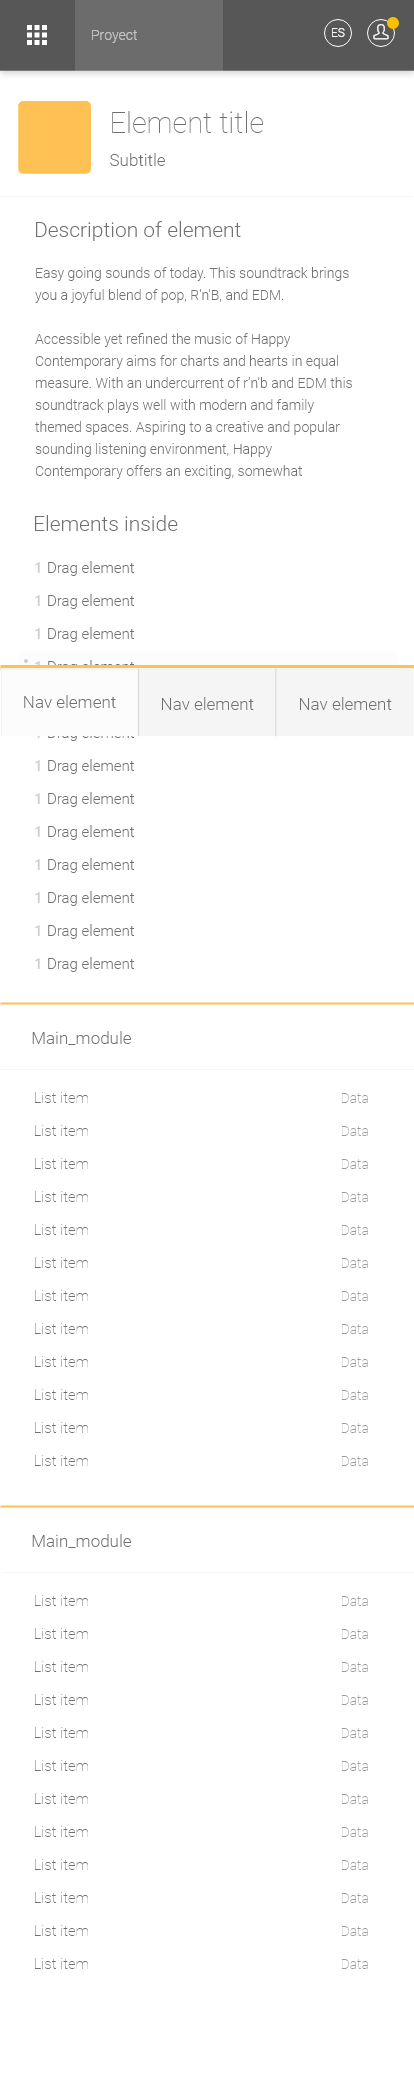 Proyect
ES
Element title
Subtitle
Description of element
Easy going sounds of today. This soundtrack brings
you a joyful blend of pop, R'n'B, and EDM.
Accessible yet refined the music of Happy
Contemporary aims for charts and hearts in equal
measure. With an undercurrent of r'n'b and EDM this
soundtrack plays well with modern and family
themed spaces. Aspiring to a creative and popular
sounding listening environment, Happy
Contemporary offers an exciting, somewhat
Elements inside
1 Drag element
1 Drag element
1 Drag element
1 Drag element
Nav element
Nav element
Nav element
1 Drag element
1 Drag element
1 Drag element
1 Drag element
1 Drag element
1 Drag element
1 Drag element
1 Drag element
Main_module
List item Data
List item Data
List item Data
List item Data
List item Data
List item Data
List item Data
List item Data
List item Data
List item Data
List item Data
List item Data
Main_module
List item Data
List item Data
List item Data
List item Data
List item Data
List item Data
List item Data
List item Data
List item Data
List item Data
List item Data
List item Data